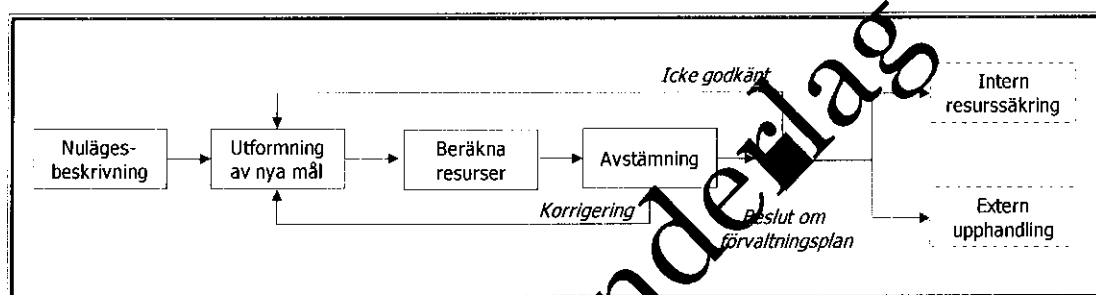 Icke godkänt
Intern
resurssäkring
Nuläges-
beskrivning
Utformning
av nya mål
Beräkna
resurser
Avstämning
Korrigering
Beslut om
förvaltningsplan
Extern
upphandling
nderlag